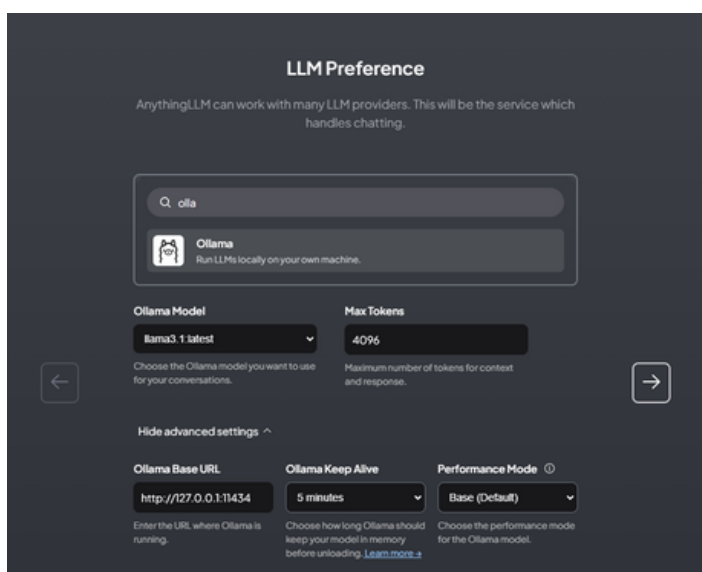 LLM Preference
AnythingLLM can work with many LLM providers. This will be the service which
handles chatting.
olla
Ollama
Run LLMs locally on your own machine.
Ollama Model
Max Tokens
llama3.1:latest
4096
Choose the Ollama model you want to use
for your conversations.
Maximum number of tokens for context
and response.
Hide advanced settings
Ollama Base URL
Ollama Keep Alive
Performance Mode
http://127.0.0.1:11434
5 minutes
Base (Default)
Enter the URL where Ollama is
running.
Choose how long Ollama should
keep your model in memory
before unloading. Learn more →
Choose the performance mode
for the Ollama model.